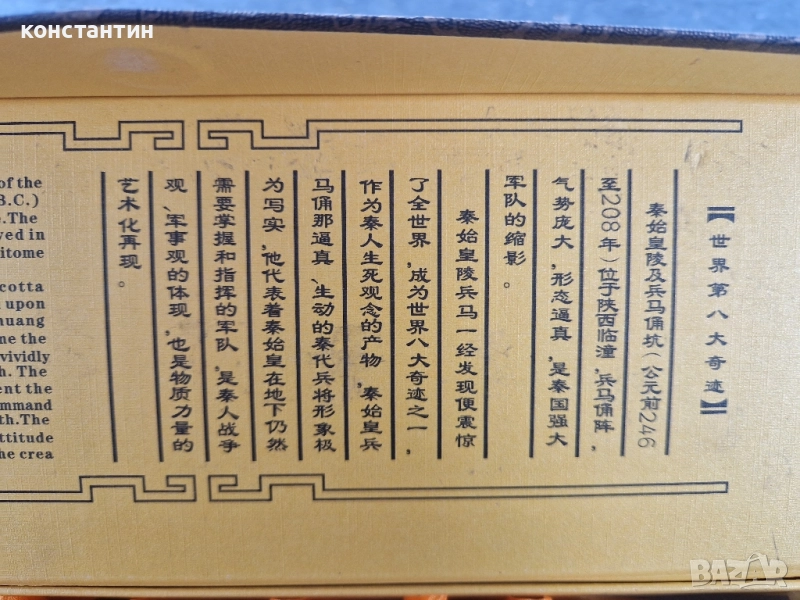 КОНСТАНТИН
【世界第八大奇迹】
秦始皇陵及兵马俑坑（公元前246
至208年）位于陕西临潼，兵马俑阵，
气势庞大，形态逼真，是秦国强大
军队的缩影。
秦始皇陵兵马一经发现便震惊
了全世界，成为世界八大奇迹之一，
作为秦人生死观念的产物，秦始皇兵
马俑那逼真、生动的秦代兵将形象极
为写实，他代表着秦始皇在地下仍然
需要掌握和指挥的军队，是秦人战争
观、军事观的体现，也是物质力量的
艺术化再现。
of the
B.C.)
.The
in
itome
cotta
upon
huang
the
vividly
The
the
mmand
th.The
ttitude
he crea
BAZAR